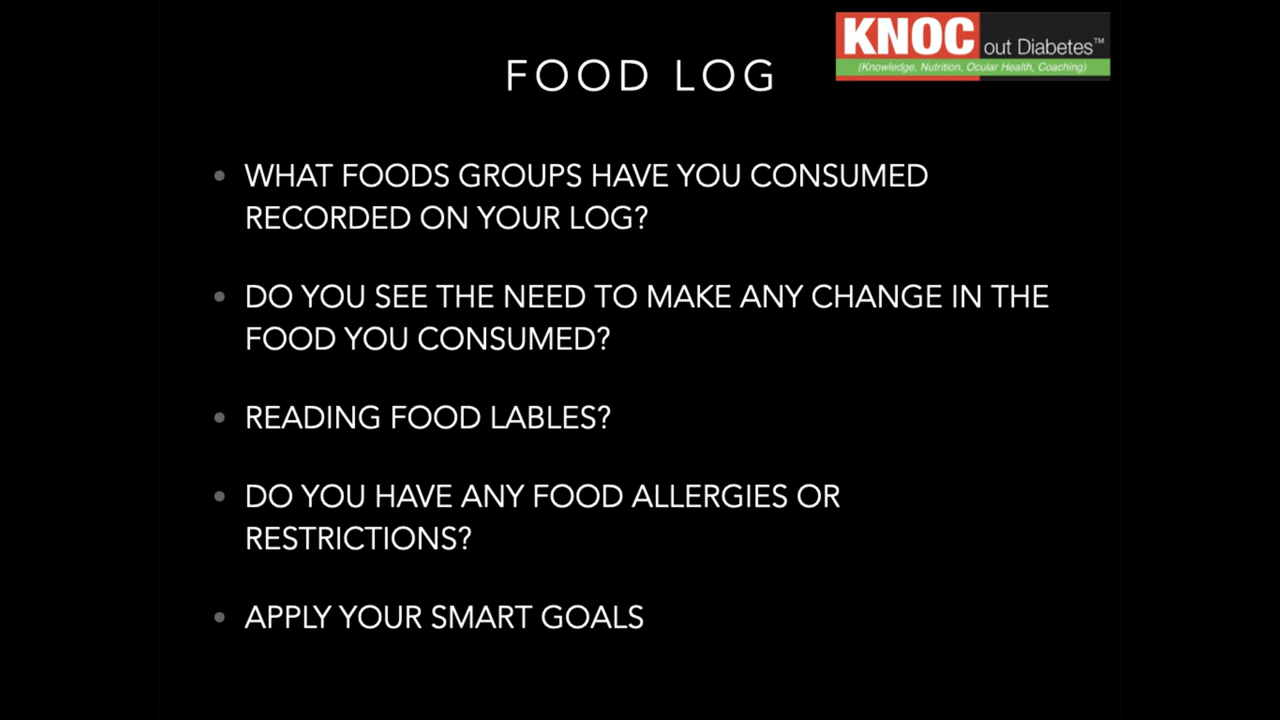 KNOC out Diabetes™
(Knowledge, Nutrition, Ocular Health, Coaching)
FOOD LOG
• WHAT FOODS GROUPS HAVE YOU CONSUMED
RECORDED ON YOUR LOG?
• DO YOU SEE THE NEED TO MAKE ANY CHANGE IN THE
FOOD YOU CONSUMED?
• READING FOOD LABLES?
• DO YOU HAVE ANY FOOD ALLERGIES OR
RESTRICTIONS?
• APPLY YOUR SMART GOALS